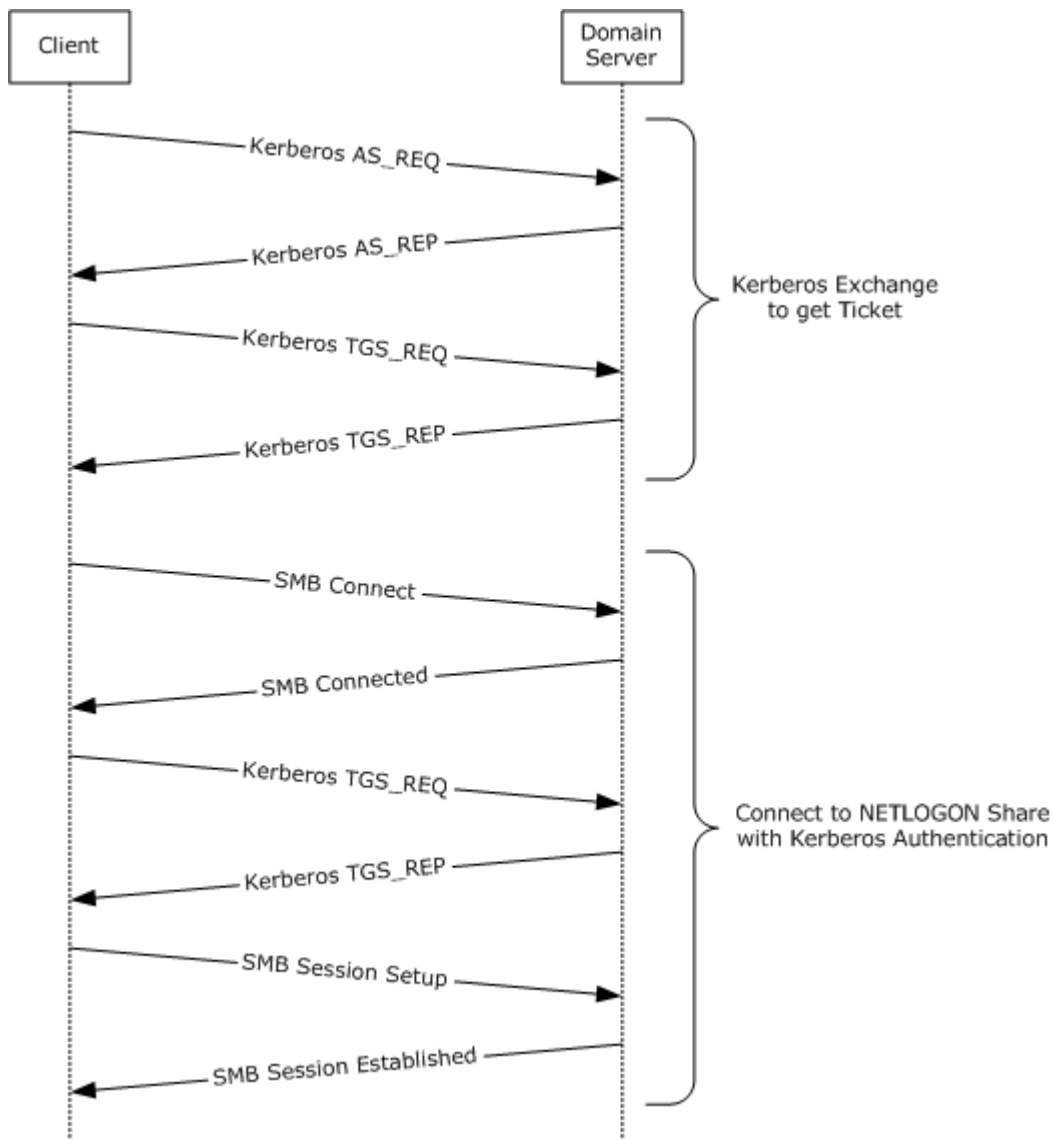 Client
Domain
Server
Kerberos AS_REQ
Kerberos AS_REP
Kerberos Exchange
to get Ticket
Kerberos TGS_REQ
Kerberos TGS_REP
SMB Connect
SMB Connected
Kerberos TGS_REQ
Connect to NETLOGON Share
with Kerberos Authentication
Kerberos TGS_REP
SMB Session Setup
SMB Session Established